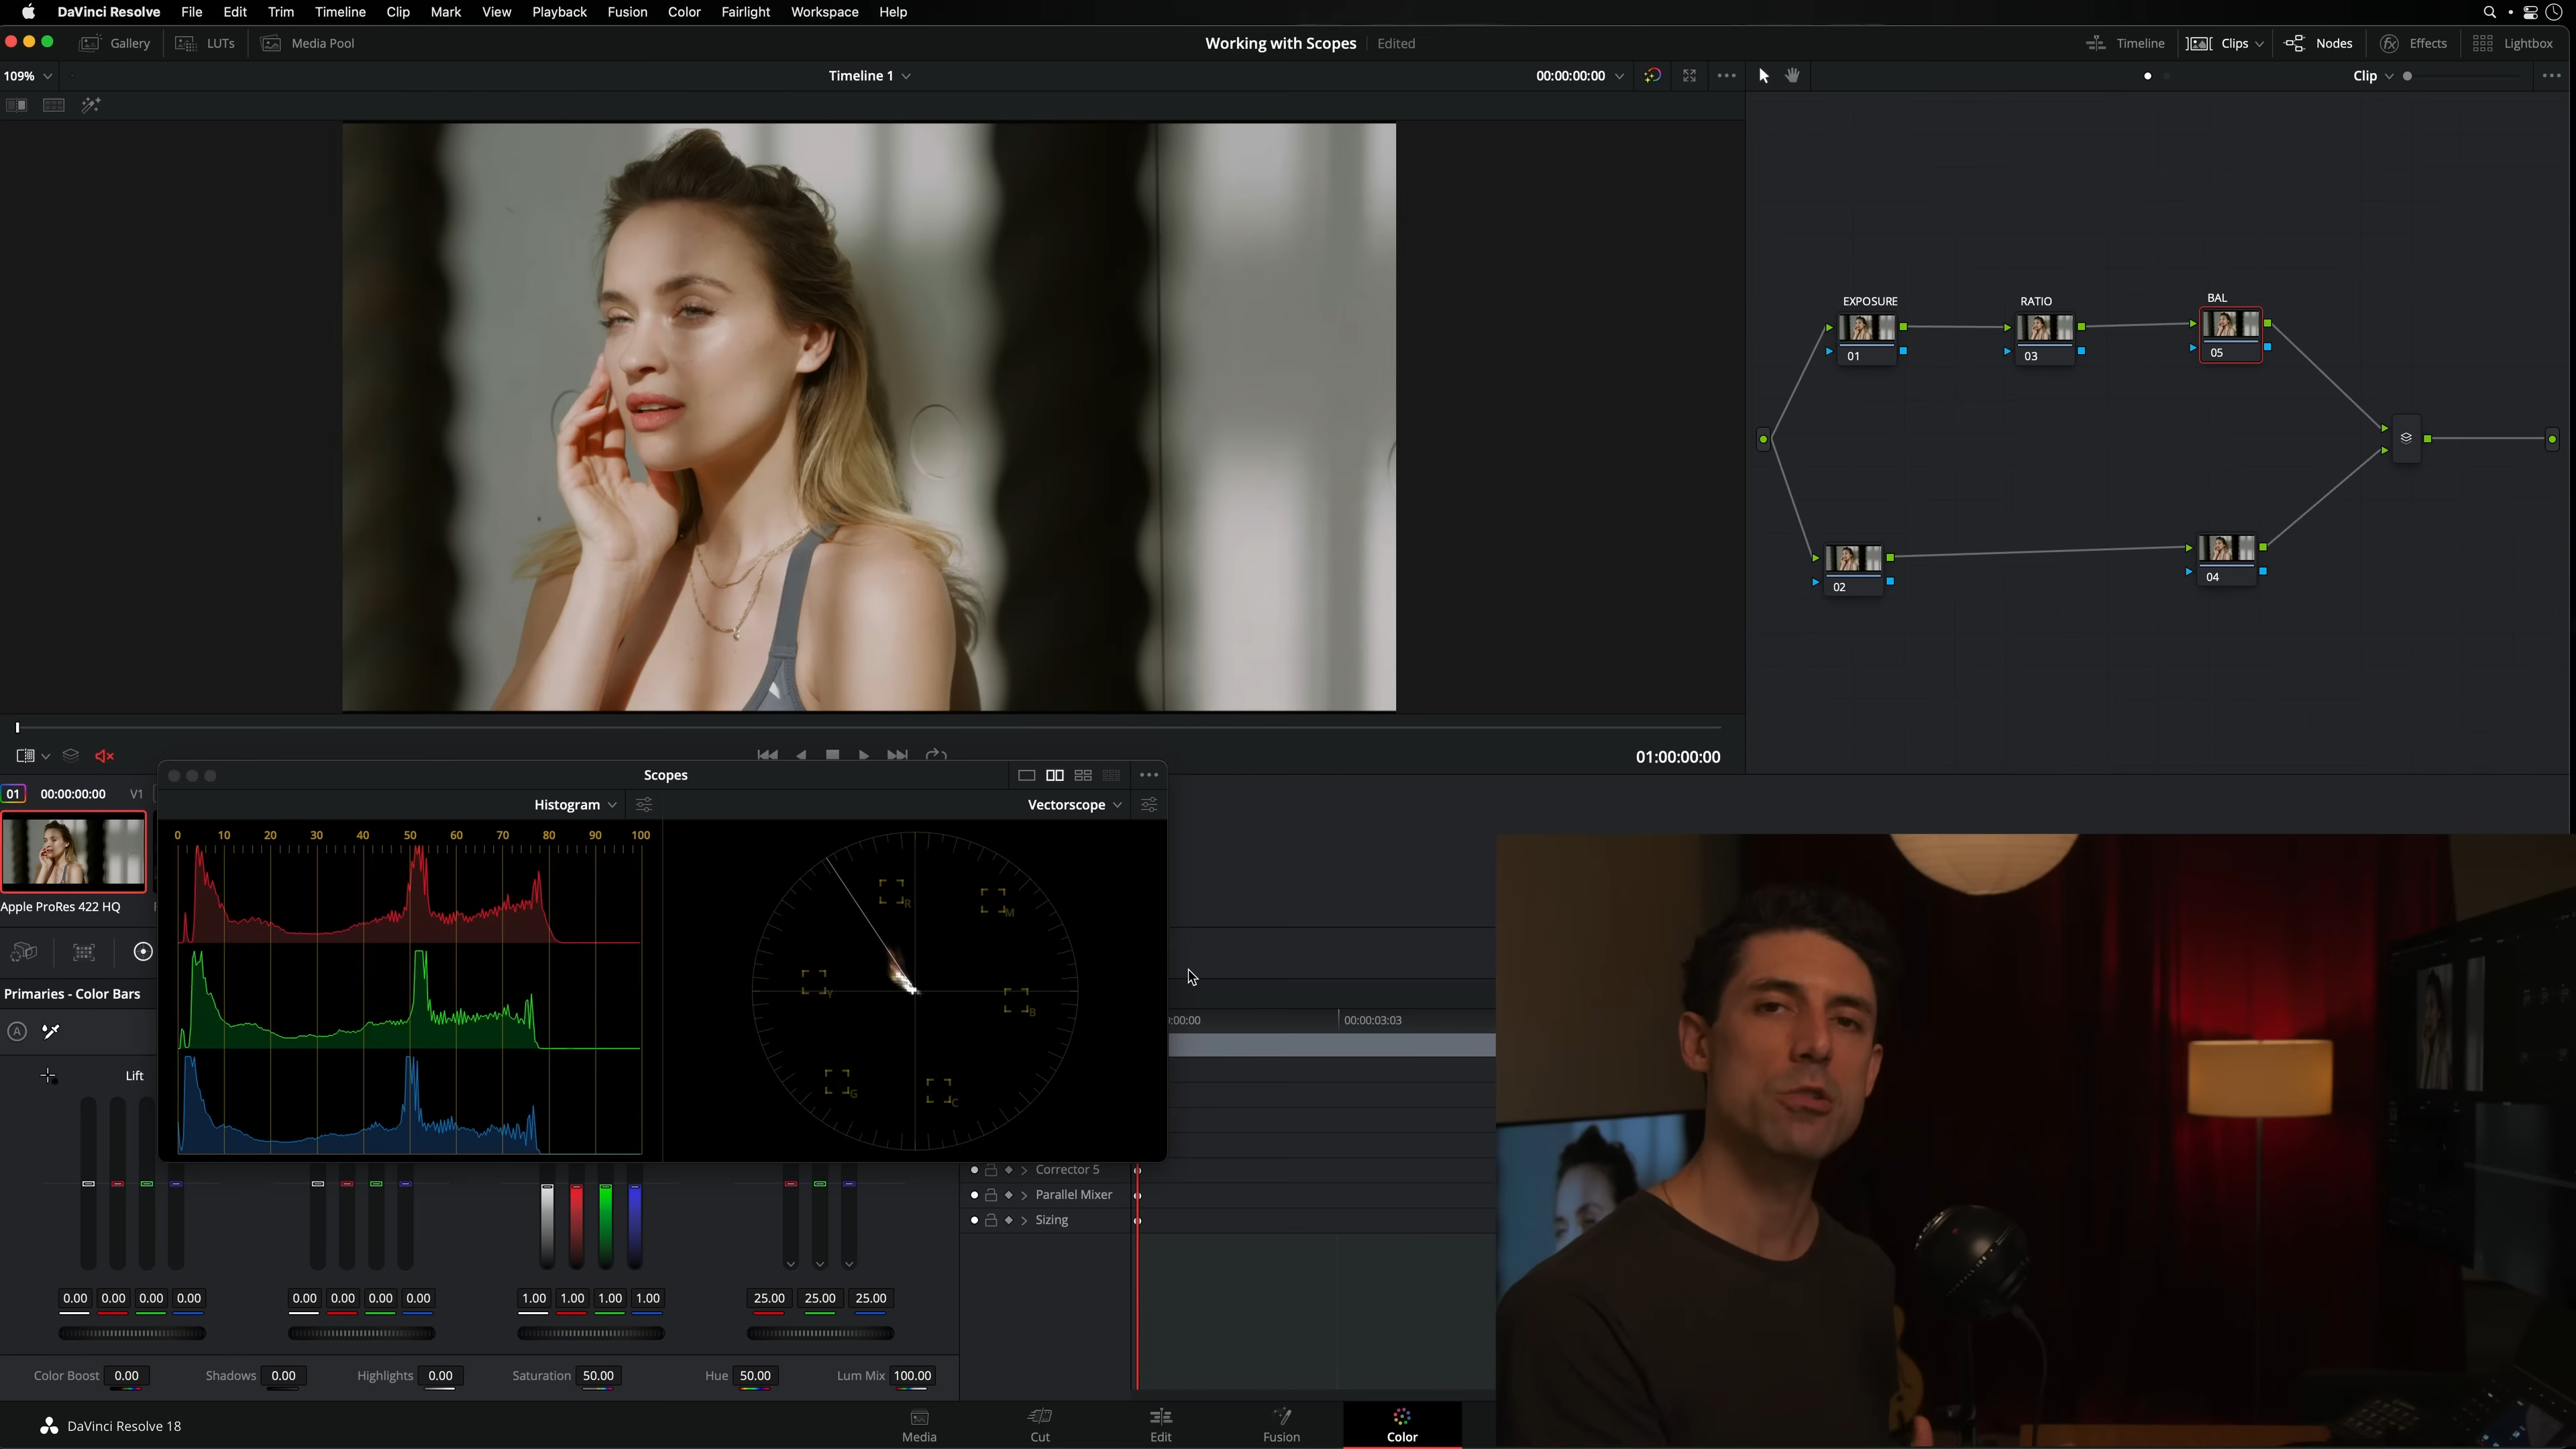 DaVinci Resolve File Edit Trim Timeline Clip Mark View Playback Fusion Color Fairlight Workspace Help
Gallery LUTs Media Pool Working with Scopes Edited Timeline Clips Nodes Effects Lightbox
109% Timeline 1 00:00:00:00 Clip
EXPOSURE RATIO BAL
01 03 05
02 04
01:00:00:00
Scopes
01 00:00:00:00 V1
Histogram Vectorscope
0 10 20 30 40 50 60 70 80 90 100
R M
Y B
G C
Apple ProRes 422 HQ
Primaries - Color Bars
A
:00:00 00:00:03:03
Lift
Corrector 5
Parallel Mixer
Sizing
0.00 0.00 0.00 0.00 0.00 0.00 0.00 0.00 1.00 1.00 1.00 1.00 25.00 25.00 25.00
Color Boost 0.00 Shadows 0.00 Highlights 0.00 Saturation 50.00 Hue 50.00 Lum Mix 100.00
DaVinci Resolve 18 Media Cut Edit Fusion Color